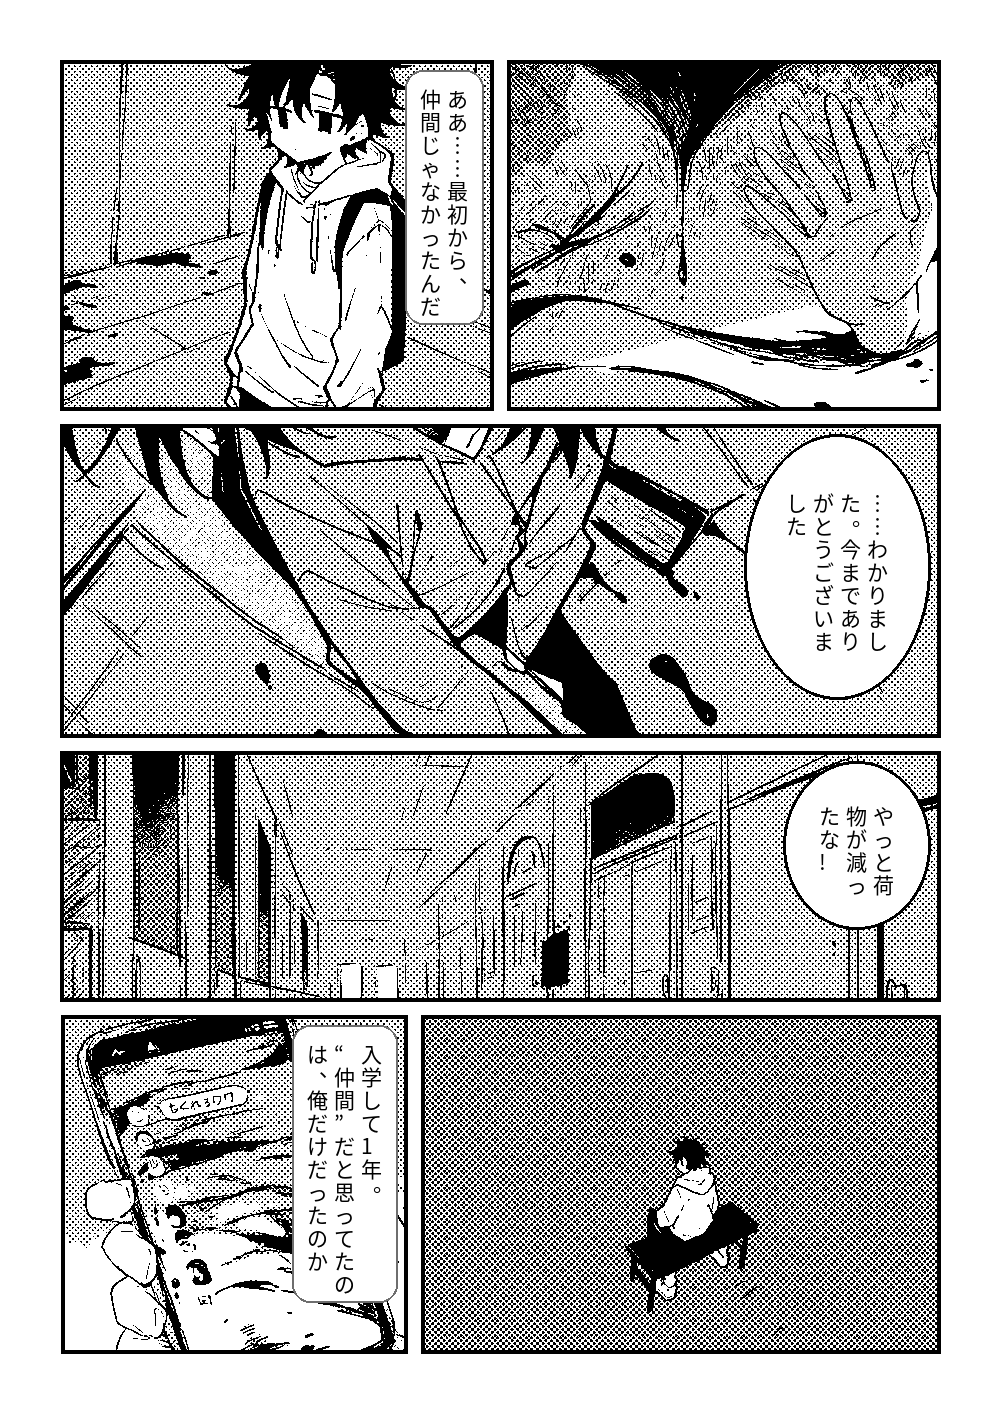 ああ……最初から、
仲間じゃなかったんだ
……わかりまし
た。今まであり
がとうございま
した
やっと荷
物が減っ
たな！
入学して1年。
“仲間”だと思ってたの
は、俺だけだったのか